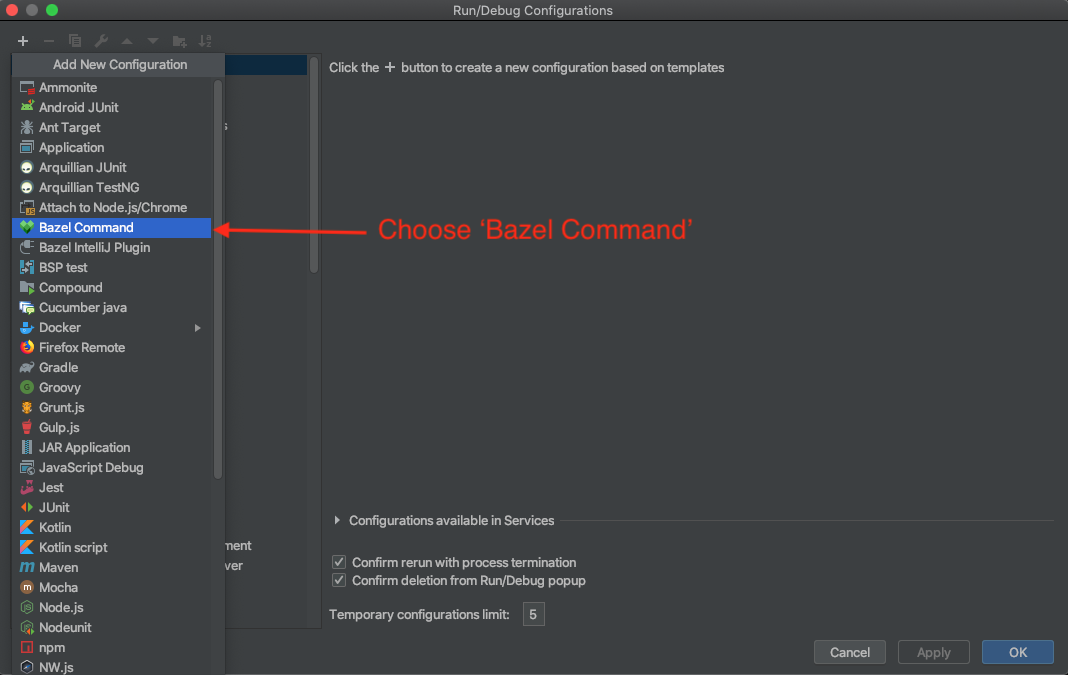 Run/Debug Configurations
Add New Configuration
Click the + button to create a new configuration based on templates
Ammonite
Android JUnit
Ant Target
Application
Arquillian JUnit
Arquillian TestNG
Attach to Node.js/Chrome
Bazel Command
Choose ‘Bazel Command’
Bazel IntelliJ Plugin
BSP test
Compound
Cucumber java
Docker
Firefox Remote
Gradle
Groovy
Grunt.js
Gulp.js
JAR Application
JavaScript Debug
Jest
JUnit
Kotlin
Kotlin script
Maven
Mocha
Node.js
Nodeunit
npm
NW.js
Configurations available in Services
Confirm rerun with process termination
Confirm deletion from Run/Debug popup
Temporary configurations limit: 5
Cancel Apply OK